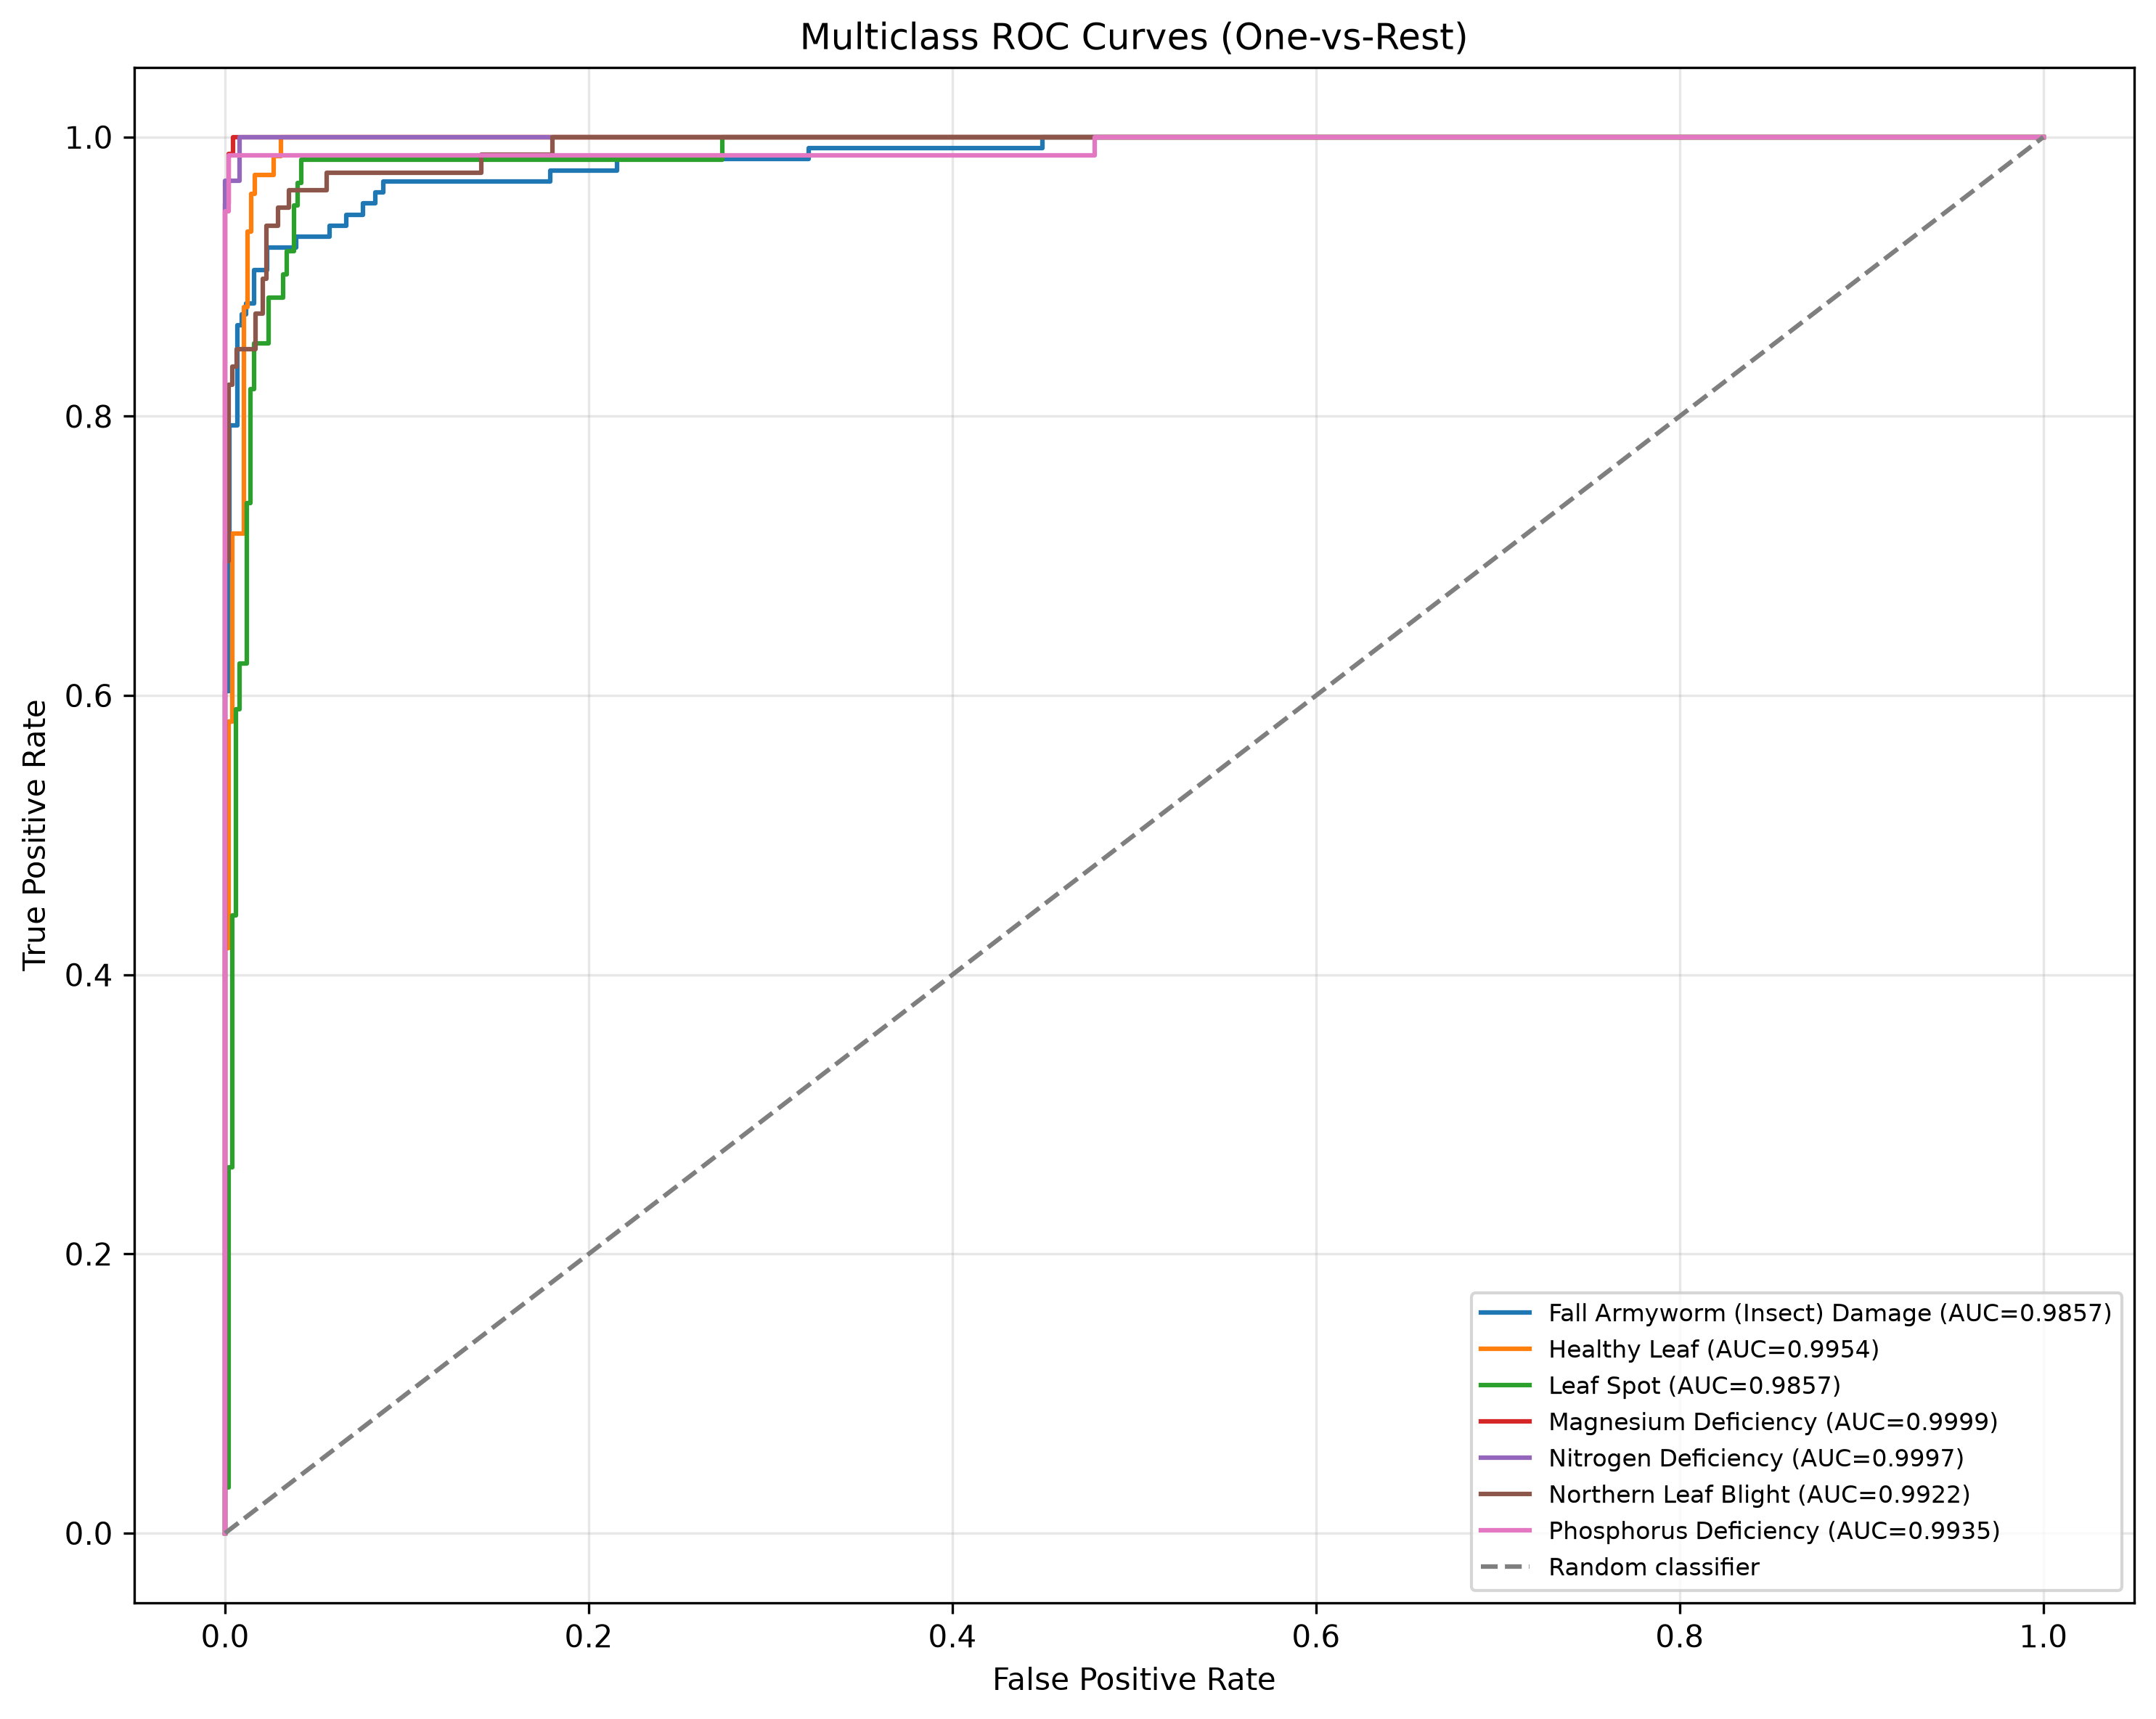 Multiclass ROC Curves (One-vs-Rest)
True Positive Rate
1.0
0.8
0.6
0.4
0.2
0.0
0.0 0.2 0.4 0.6 0.8 1.0
False Positive Rate
Fall Armyworm (Insect) Damage (AUC=0.9857)
Healthy Leaf (AUC=0.9954)
Leaf Spot (AUC=0.9857)
Magnesium Deficiency (AUC=0.9999)
Nitrogen Deficiency (AUC=0.9997)
Northern Leaf Blight (AUC=0.9922)
Phosphorus Deficiency (AUC=0.9935)
Random classifier